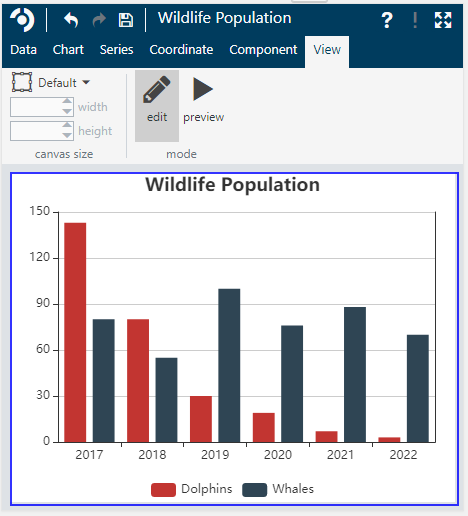 Wildlife Population
? !
Data Chart Series Coordinate Component View
Default
width
height
edit preview
canvas size mode
Wildlife Population
150
120
90
60
30
0
2017 2018 2019 2020 2021 2022
Dolphins Whales